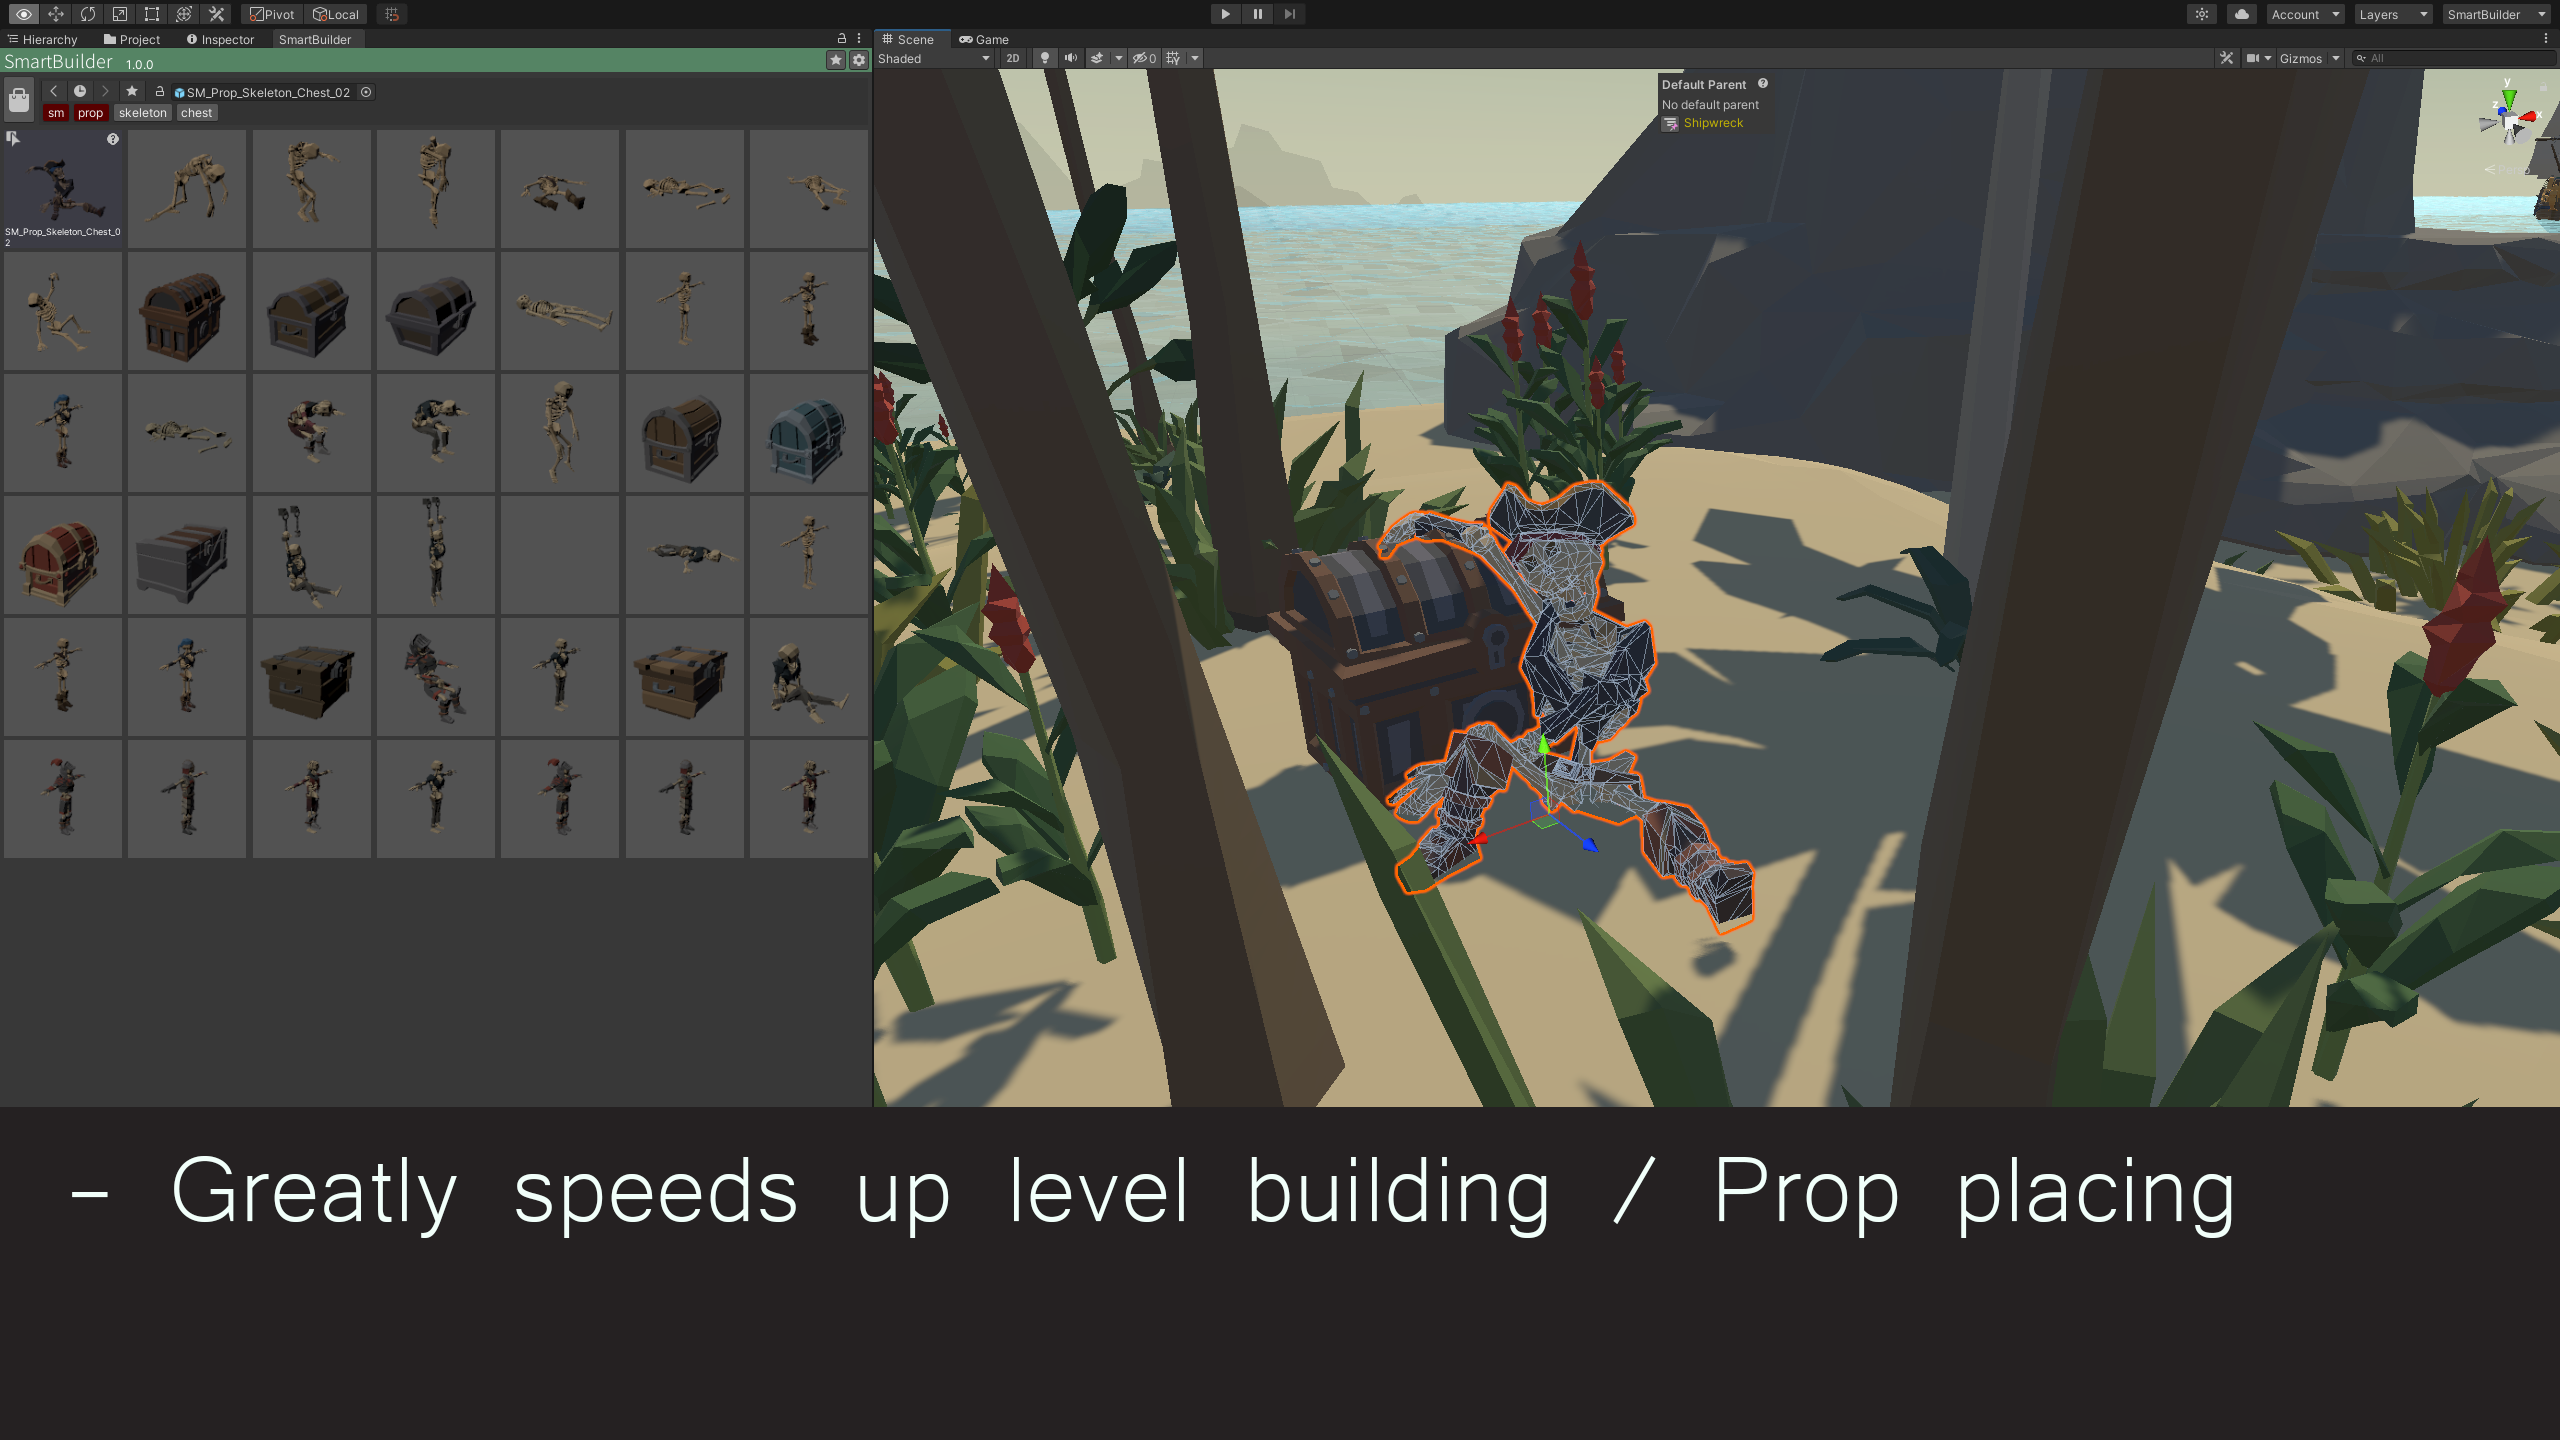 Pivot
Local
Account
Layers
SmartBuilder
Hierarchy
Project
Inspector
SmartBuilder
Scene
Game
SmartBuilder 1.0.0
Shaded
2D
0
Gizmos
All
SM_Prop_Skeleton_Chest_02
sm
prop
skeleton
chest
Default Parent
No default parent
Shipwreck
y
z
x
SM_Prop_Skeleton_Chest_0
2
- Greatly speeds up level building / Prop placing